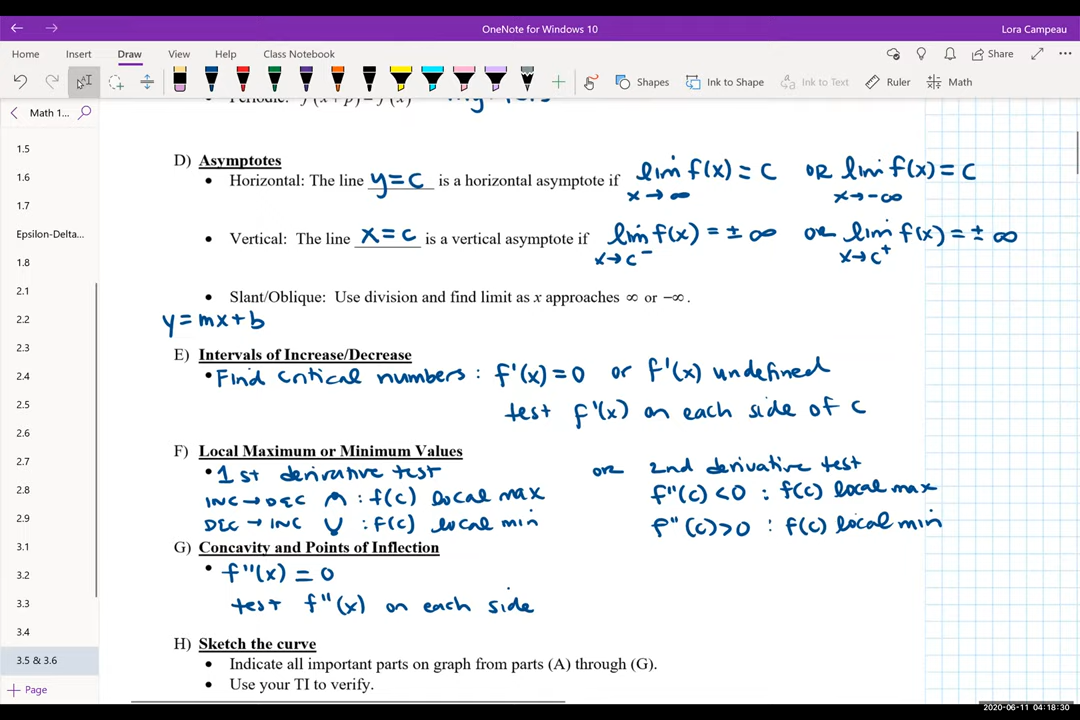 OneNote for Windows 10
Lora Campeau
Home Insert Draw View Help Class Notebook
Share
Shapes Ink to Shape Ink to Text Ruler Math
Math 1...
1.5
1.6
1.7
Epsilon-Delta...
1.8
2.1
2.2
2.3
2.4
2.5
2.6
2.7
2.8
2.9
3.1
3.2
3.3
3.4
3.5 & 3.6
Page
D) Asymptotes
• Horizontal: The line y=c is a horizontal asymptote if lim x→∞ f(x) = c OR lim x→-∞ f(x) = c
• Vertical: The line x=c is a vertical asymptote if lim x→c⁻ f(x) = ± ∞ or lim x→c⁺ f(x) = ± ∞
• Slant/Oblique: Use division and find limit as x approaches ∞ or −∞.
y = mx + b
E) Intervals of Increase/Decrease
• Find critical numbers : f'(x) = 0 or f'(x) undefined
test f'(x) on each side of c
F) Local Maximum or Minimum Values
• 1st derivative test or 2nd derivative test
INC → DEC ∩ : f(c) local max f''(c) < 0 : f(c) local max
DEC → INC ∪ : f(c) local min f''(c) > 0 : f(c) local min
G) Concavity and Points of Inflection
• f''(x) = 0
test f''(x) on each side
H) Sketch the curve
• Indicate all important parts on graph from parts (A) through (G).
• Use your TI to verify.
2020-06-11 04:18:30